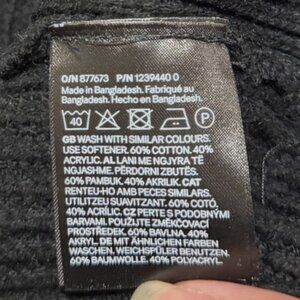 O/N 877673 P/N 1239440 0
Made in Bangladesh. Fabriqué au
Bangladesh. Hecho en Bangladesh.
40 P
GB WASH WITH SIMILAR COLOURS.
USE SOFTENER. 60% COTTON. 40%
ACRYLIC. AL LANI ME NGJYRA TË
NGJASHME. PËRDORNI ZBUTËS.
60% PAMBUK. 40% AKRILIK. CAT
RENTEU-HO AMB PECES SIMILARS.
UTILITZEU SUAVITZANT. 60% COTÓ.
40% ACRÍLIC. CZ PERTE S PODOBNÝMI
BARVAMI. POUŽIJTE ZMĚKČOVACÍ
PROSTŘEDEK. 60% BAVLNA. 40%
AKRYL. DE MIT ÄHNLICHEN FARBEN
WASCHEN. WEICHSPÜLER BENUTZEN.
60% BAUMWOLLE. 40% POLYACRYL.